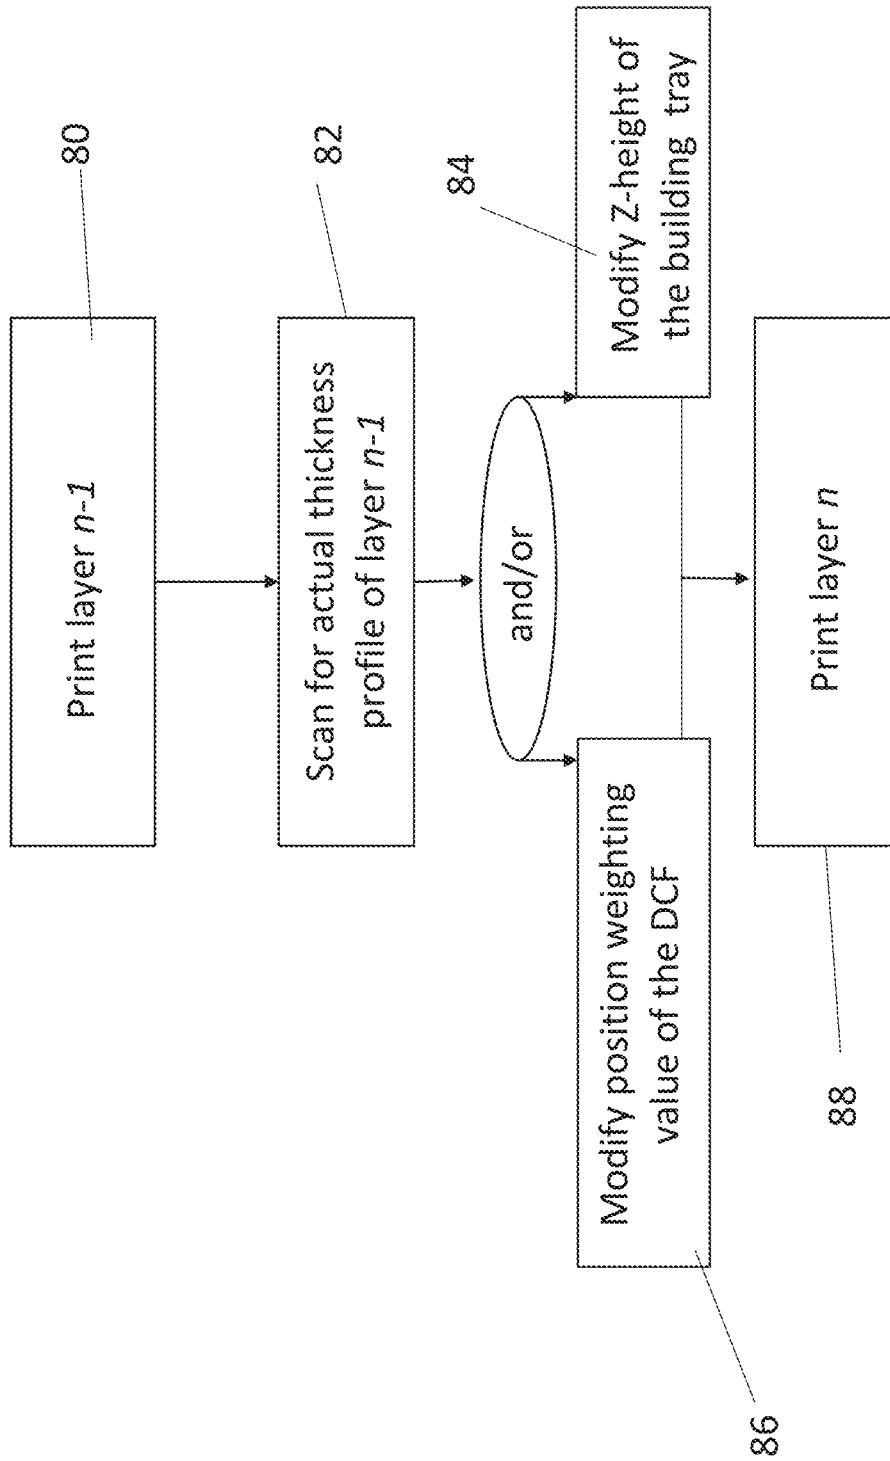 80
Print layer n-1
82
Scan for actual thickness
profile of layer n-1
and/or
84
Modify Z-height of
the building tray
Modify position weighting
value of the DCF
86
Print layer n
88